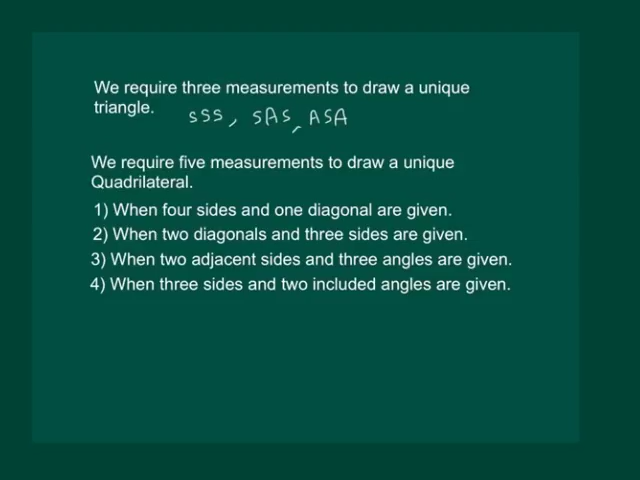 We require three measurements to draw a unique
triangle.
SSS, SAS, ASA
We require five measurements to draw a unique
Quadrilateral.
1) When four sides and one diagonal are given.
2) When two diagonals and three sides are given.
3) When two adjacent sides and three angles are given.
4) When three sides and two included angles are given.